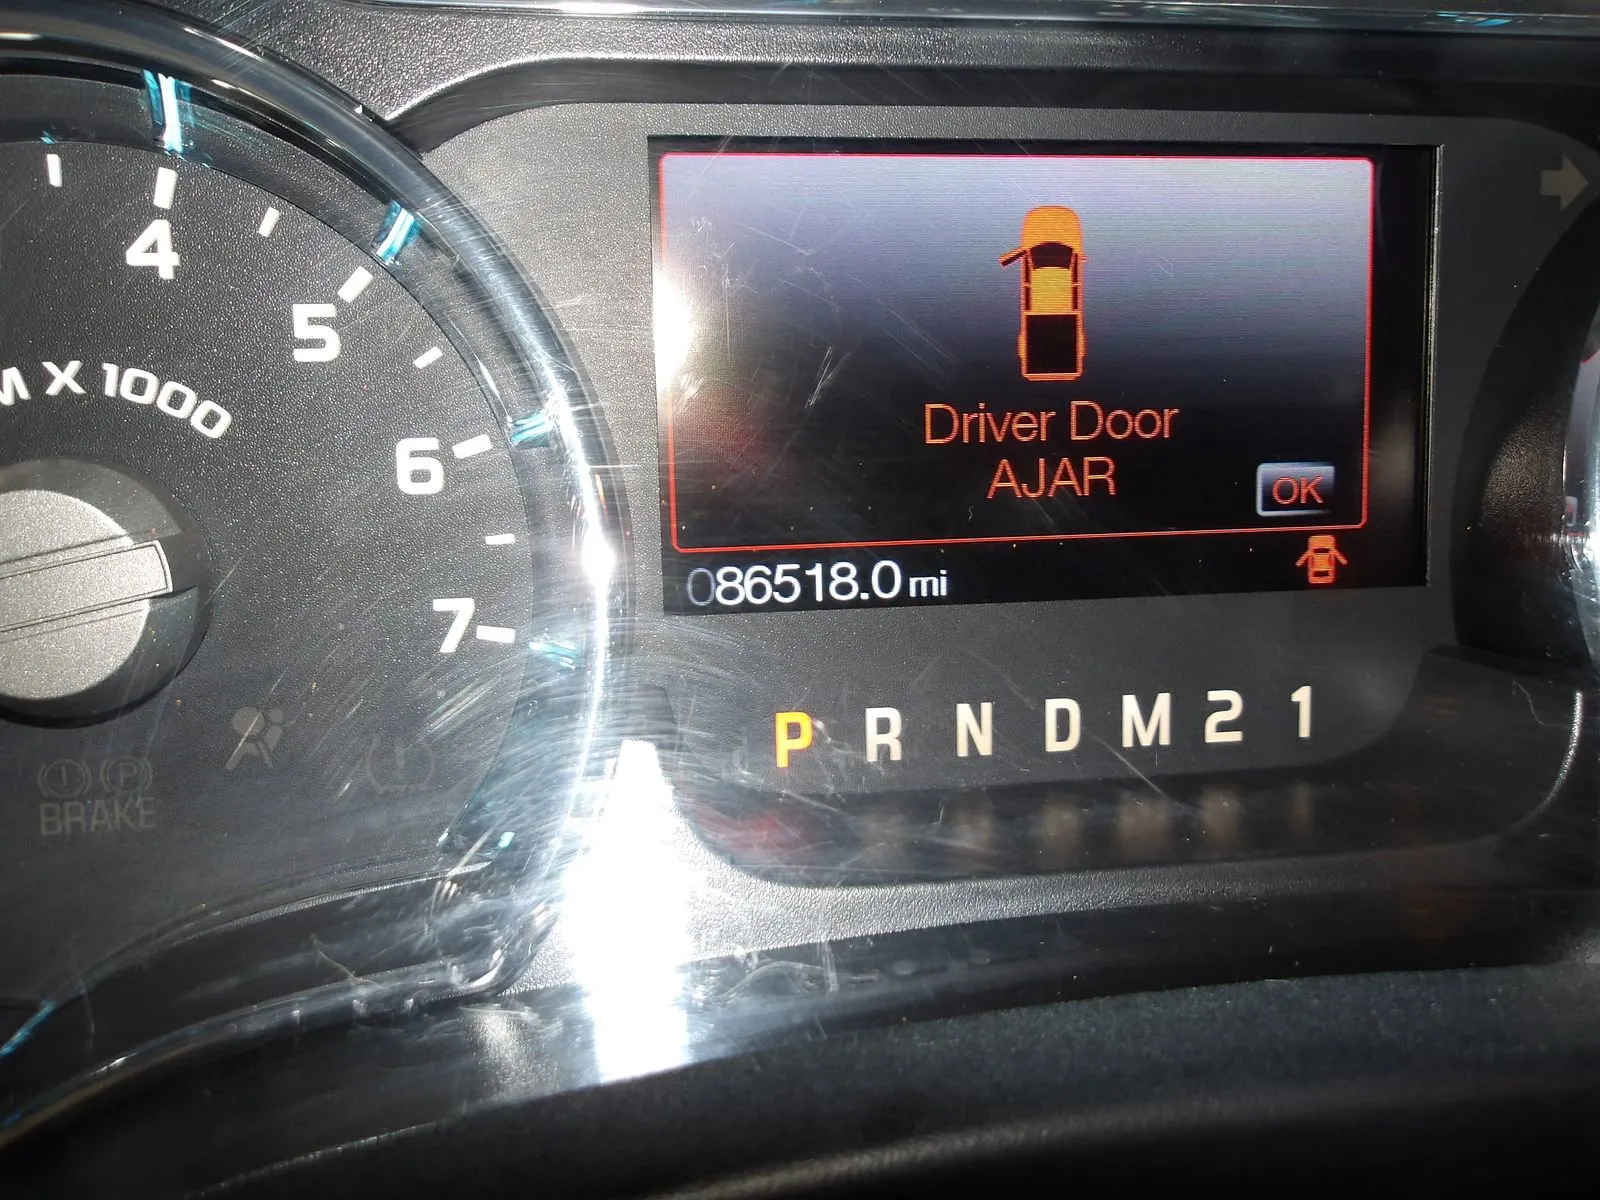 4
5
M X 1000
6
7
Driver Door
AJAR
OK
086518.0 mi
P R N D M 2 1
BRAKE